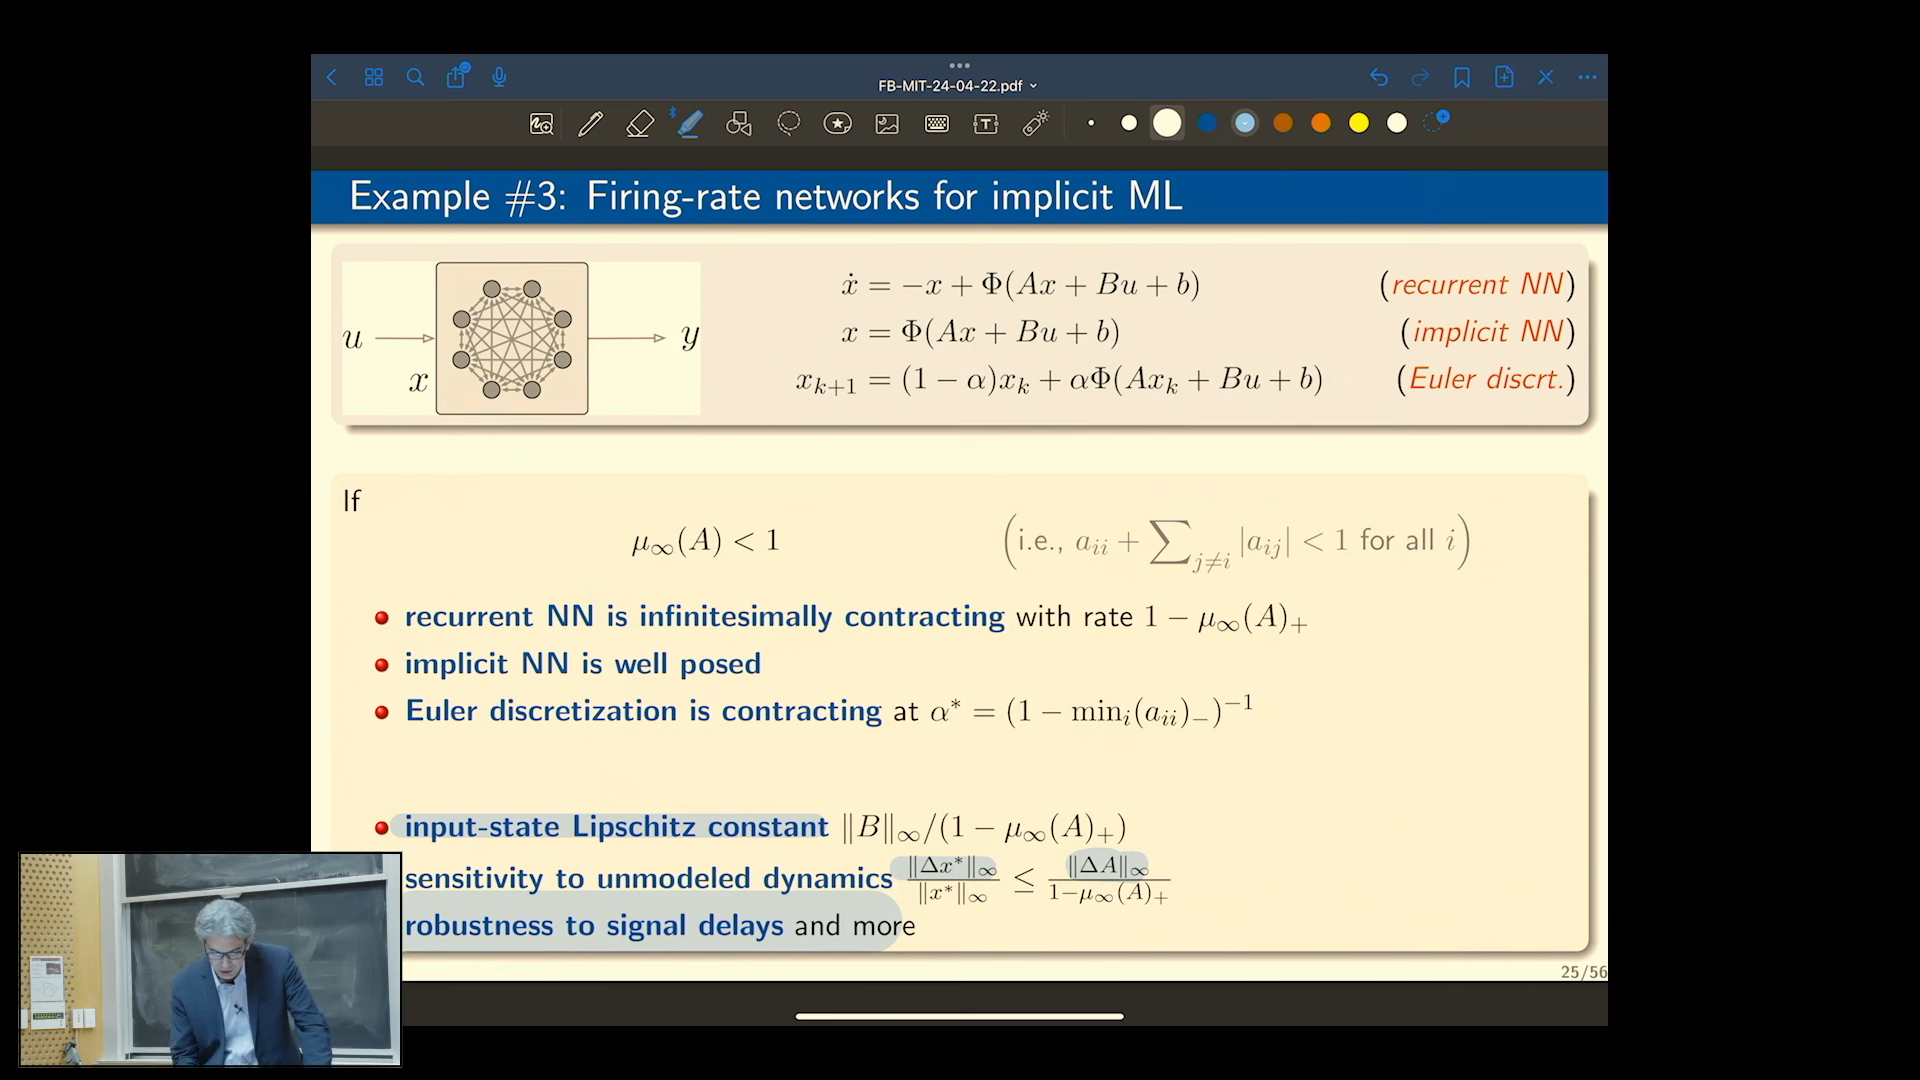 FB-MIT-24-04-22.pdf
Example #3: Firing-rate networks for implicit ML
u
x
y
ẋ = −x + Φ(Ax + Bu + b) (recurrent NN)
x = Φ(Ax + Bu + b) (implicit NN)
x_{k+1} = (1 − α)x_k + αΦ(Ax_k + Bu + b) (Euler discrt.)
If
μ_∞(A) < 1 (i.e., a_{ii} + ∑_{j≠i} |a_{ij}| < 1 for all i)
recurrent NN is infinitesimally contracting with rate 1 − μ_∞(A)_+
implicit NN is well posed
Euler discretization is contracting at α* = (1 − min_i(a_{ii})_−)^{−1}
input-state Lipschitz constant ‖B‖_∞/(1 − μ_∞(A)_+)
sensitivity to unmodeled dynamics ‖Δx*‖_∞/‖x*‖_∞ ≤ ‖ΔA‖_∞/1−μ_∞(A)_+
robustness to signal delays and more
25/56